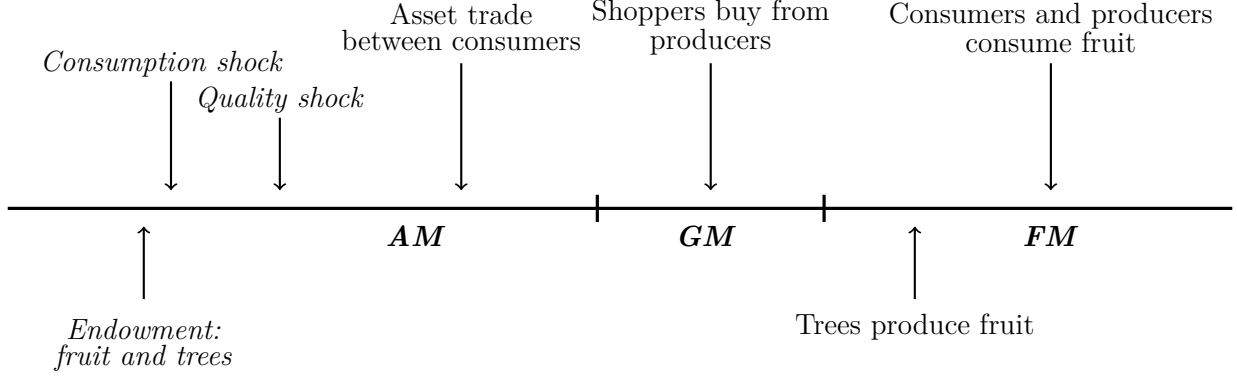 Asset trade
between consumers
Shoppers buy from
producers
Consumers and producers
consume fruit
Consumption shock
Quality shock
AM
GM
FM
Endowment:
fruit and trees
Trees produce fruit